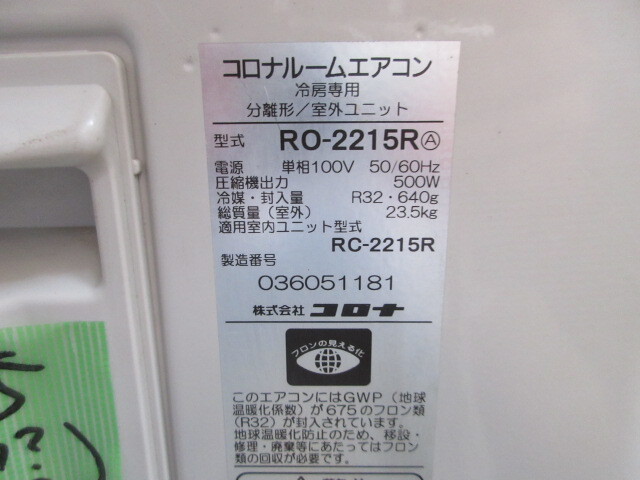 コロナルームエアコン
冷房専用
分離形／室外ユニット
型式 RO-2215RⒶ
電源 単相100V 50/60Hz
圧縮機出力 500W
冷媒・封入量 R32・640g
総質量（室外） 23.5kg
適用室内ユニット型式
RC-2215R
製造番号
036051181
株式会社 コロナ
フロンの見える化
このエアコンにはGWP（地球
温暖化係数）が675のフロン類
（R32）が封入されています。
地球温暖化防止のため、移設・
修理・廃棄等にあたってはフロン
類の回収が必要です。